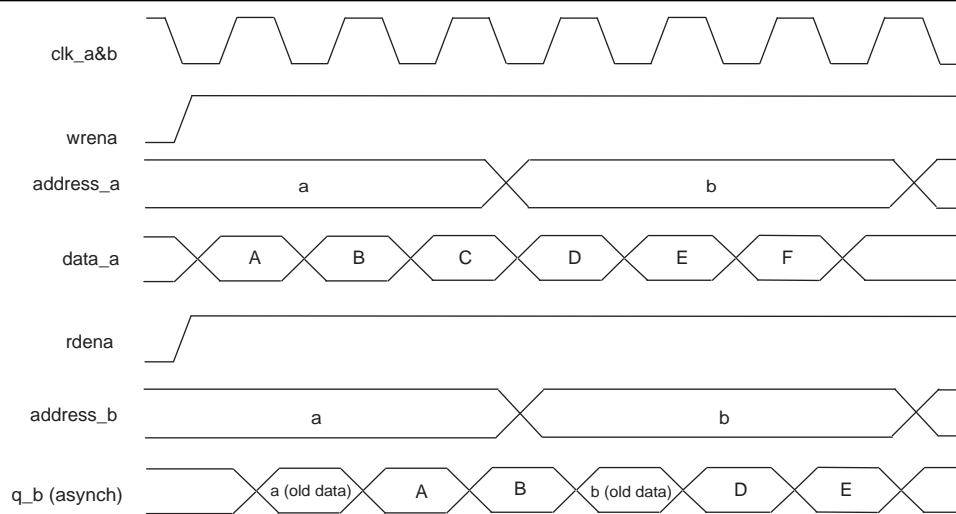 clk_a&b
wrena
address_a a b
data_a A B C D E F
rdena
address_b a b
q_b (asynch) a (old data) A B b (old data) D E